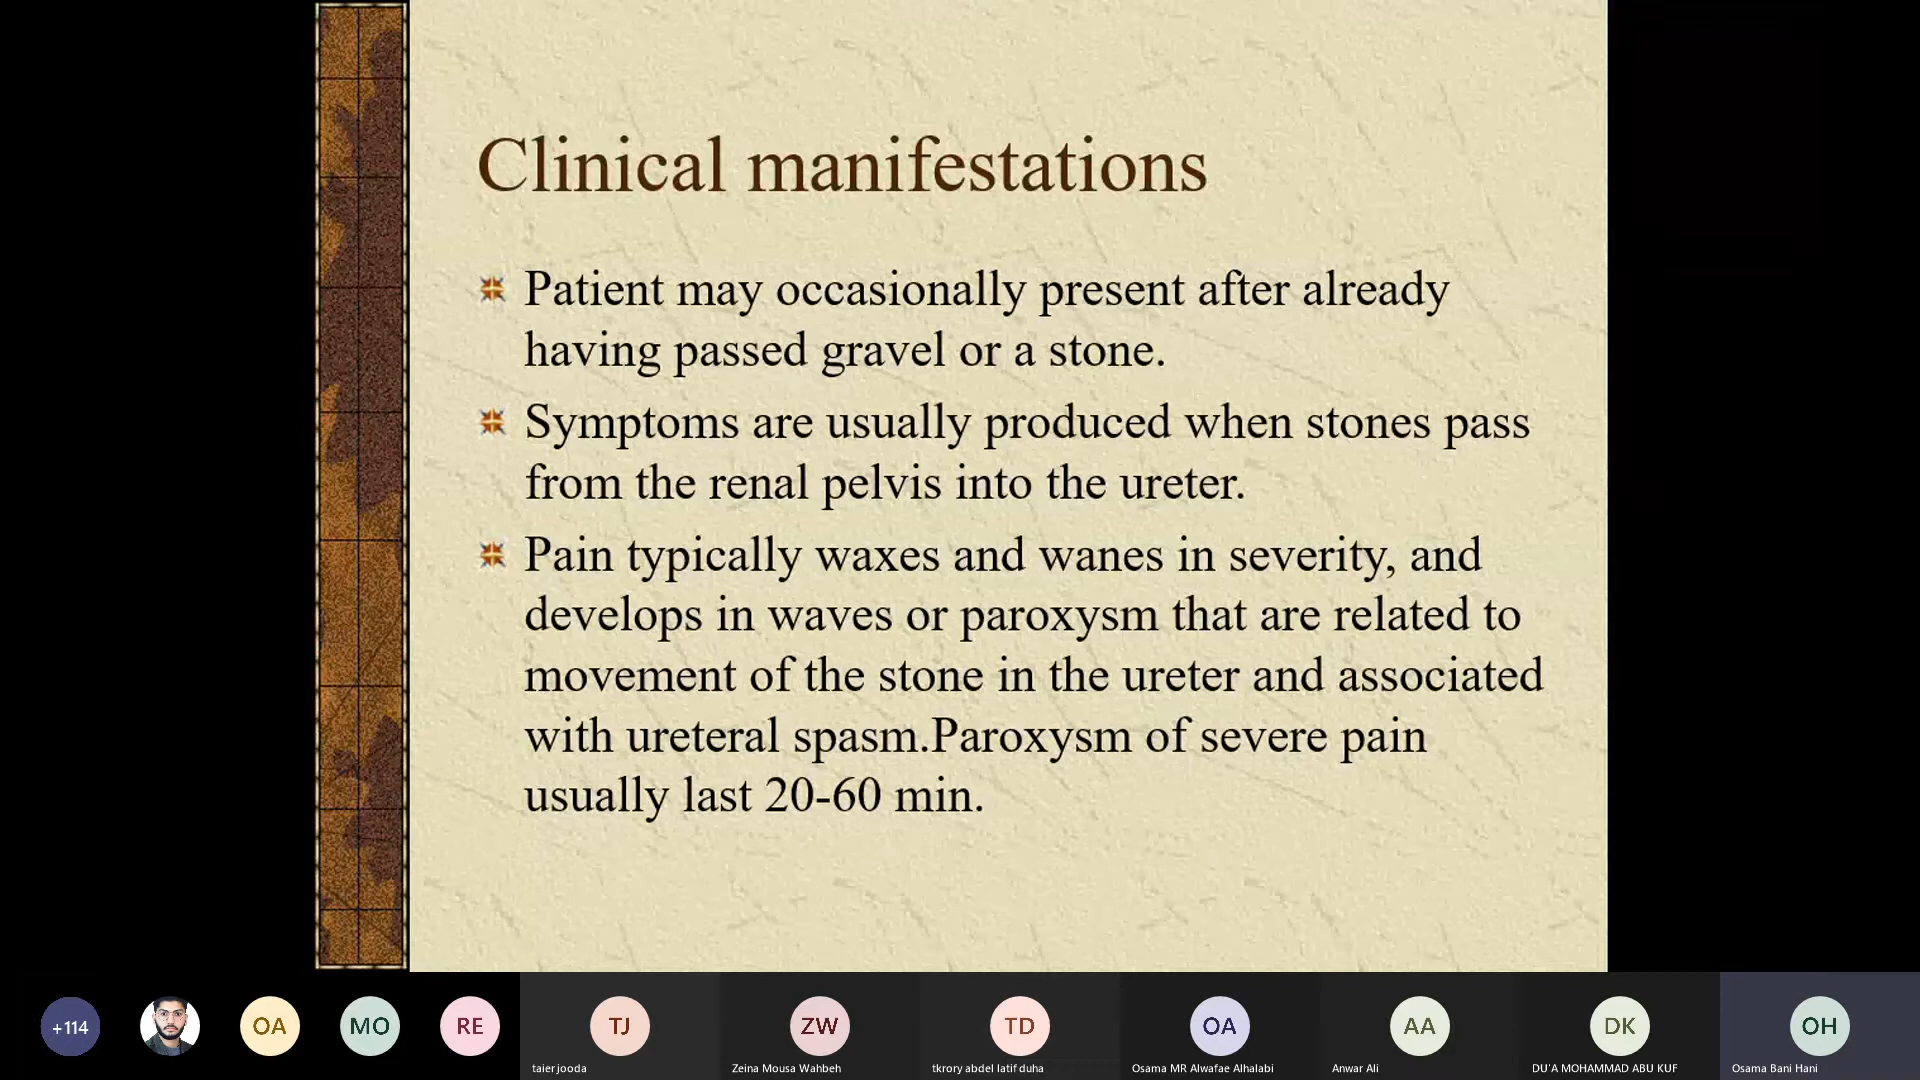 Clinical manifestations
Patient may occasionally present after already
having passed gravel or a stone.
Symptoms are usually produced when stones pass
from the renal pelvis into the ureter.
Pain typically waxes and wanes in severity, and
develops in waves or paroxysm that are related to
movement of the stone in the ureter and associated
with ureteral spasm.Paroxysm of severe pain
usually last 20-60 min.
+114
OA
MO
RE
TJ
taier jooda
ZW
Zeina Mousa Wahbeh
TD
tkrory abdel latif duha
OA
Osama MR Alwafae Alhalabi
AA
Anwar Ali
DK
DU'A MOHAMMAD ABU KUF
OH
Osama Bani Hani